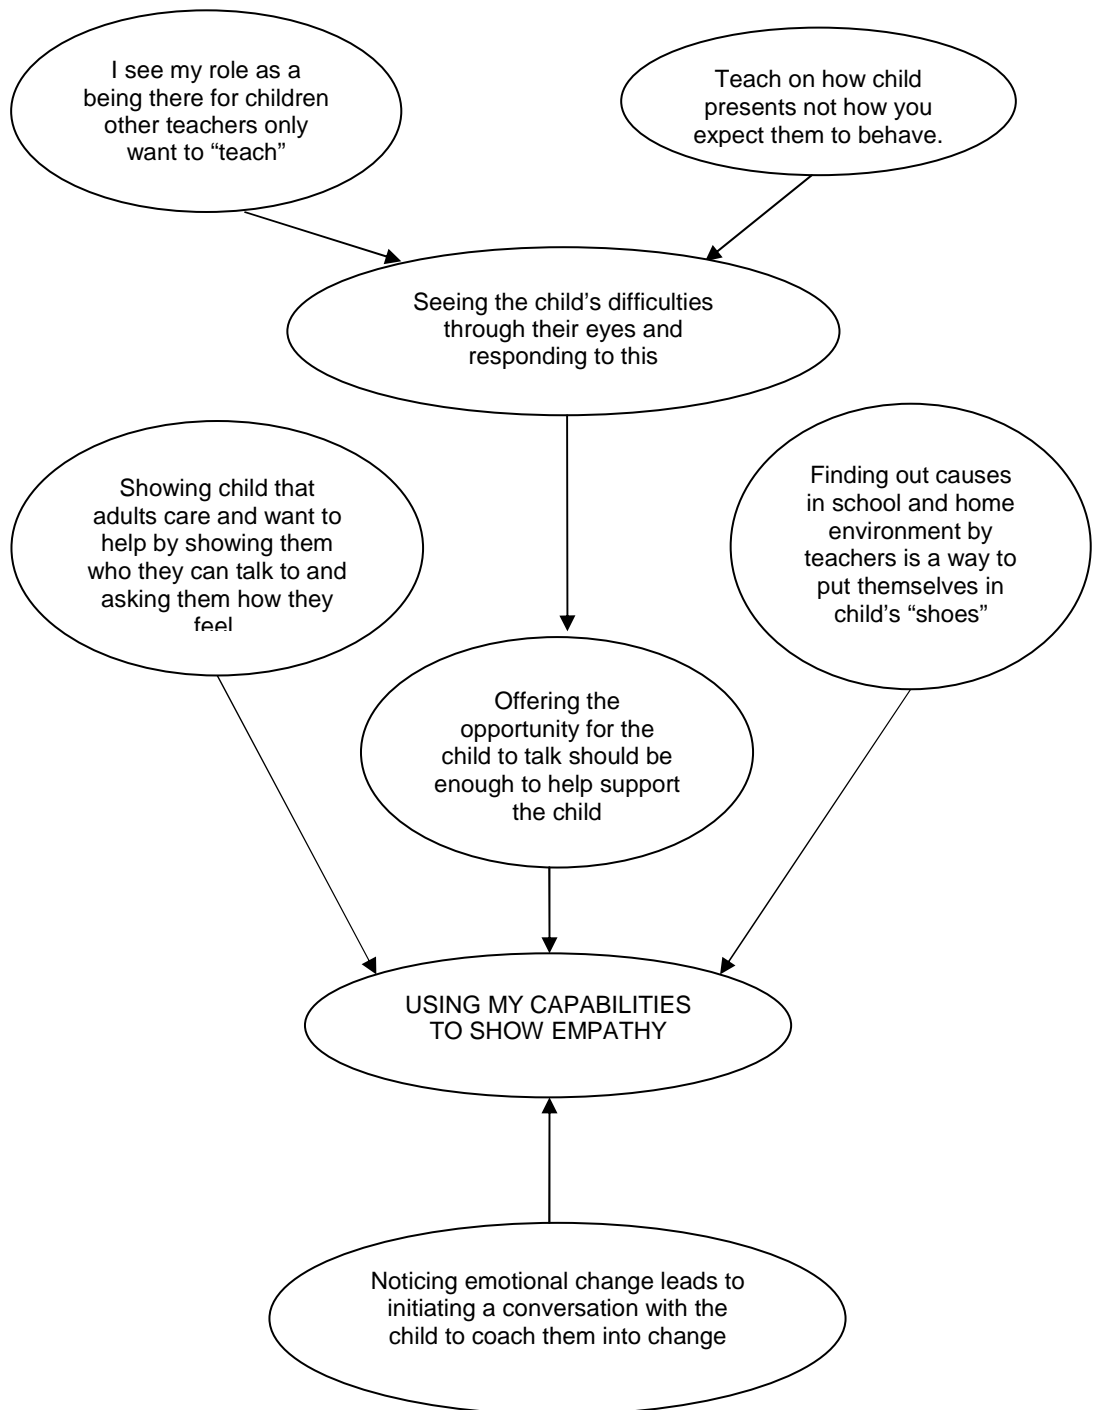 I see my role as a
being there for children
other teachers only
want to “teach”
Teach on how child
presents not how you
expect them to behave.
Seeing the child’s difficulties
through their eyes and
responding to this
Showing child that
adults care and want to
help by showing them
who they can talk to and
asking them how they
feel
Finding out causes
in school and home
environment by
teachers is a way to
put themselves in
child’s “shoes”
Offering the
opportunity for the
child to talk should be
enough to help support
the child
USING MY CAPABILITIES
TO SHOW EMPATHY
Noticing emotional change leads to
initiating a conversation with the
child to coach them into change